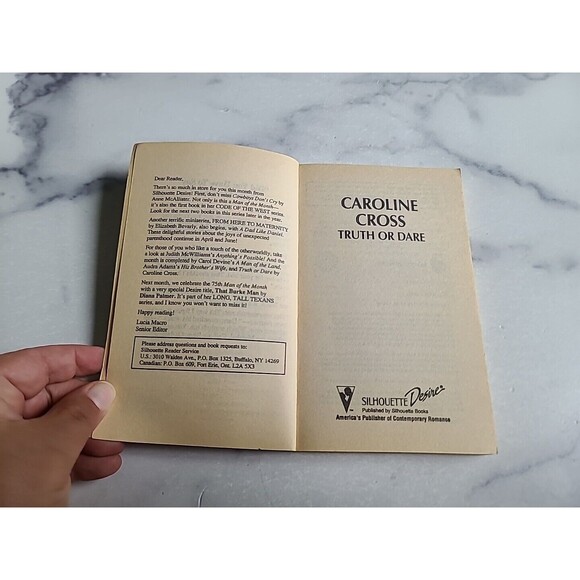 Dear Reader,
There's so much in store for you this month from
Silhouette Desire! First, don't miss Cowboys Don't Cry by
Anne McAllister. Not only is this a Man of the Month—
it's also the first book in her CODE OF THE WEST series.
Look for the next two books in this series later in the year.
Another terrific miniseries, FROM HERE TO MATERNITY
by Elizabeth Bevarly, also begins, with A Dad Like Daniel.
These delightful stories about the joys of unexpected
parenthood continue in April and June!
For those of you who like a touch of the otherworldly, take
a look at Judith McWilliams's Anything's Possible! And the
month is completed by Carol Devine's A Man of the Land,
Audra Adams's His Brother's Wife, and Truth or Dare by
Caroline Cross.
Next month, we celebrate the 75th Man of the Month
with a very special Desire title, That Burke Man by
Diana Palmer. It's part of her LONG, TALL TEXANS
series, and I know you won't want to miss it!
Happy reading!
Lucia Macro
Senior Editor
Please address questions and book requests to:
Silhouette Reader Service
U.S.: 3010 Walden Ave., P.O. Box 1325, Buffalo, NY 14269
Canadian: P.O. Box 609, Fort Erie, Ont. L2A 5X3
CAROLINE
CROSS
TRUTH OR DARE
SILHOUETTE Desire
Published by Silhouette Books
America's Publisher of Contemporary Romance